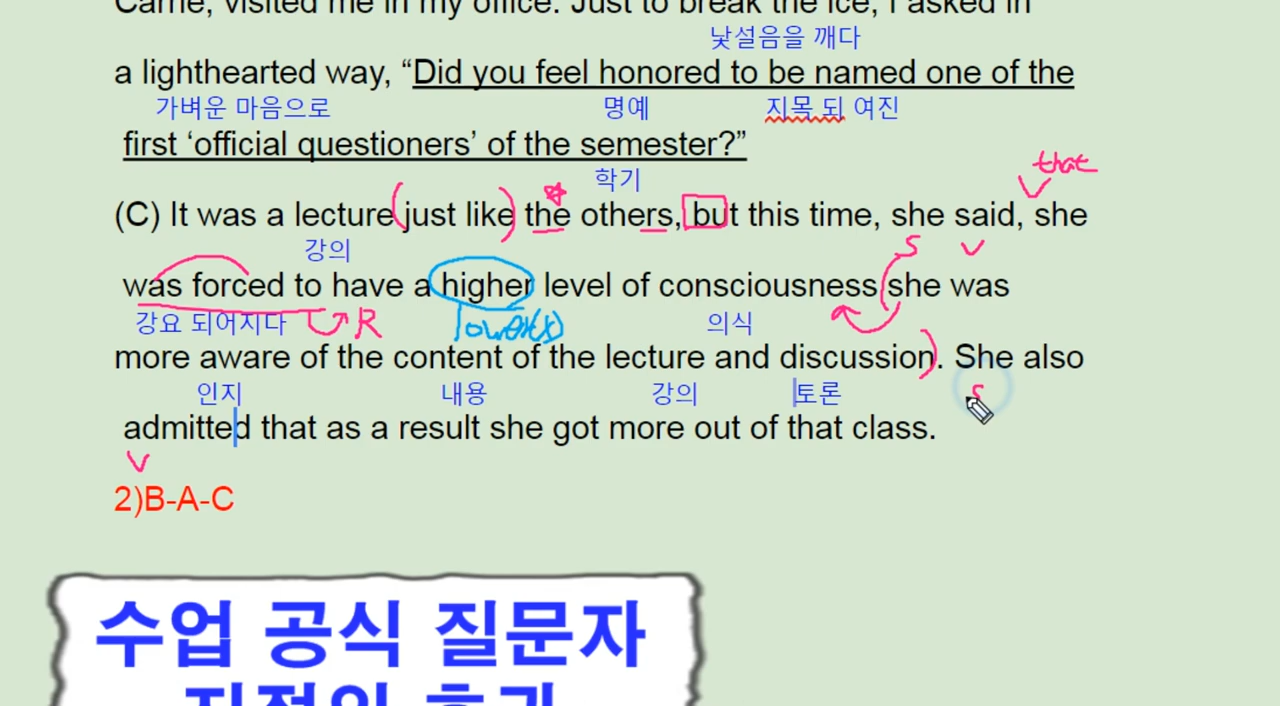 Carrie, visited me in my office. Just to break the ice, I asked in
낯설음을 깨다
a lighthearted way, “Did you feel honored to be named one of the
가벼운 마음으로 명예 지목 되 여진
first ‘official questioners’ of the semester?”
학기 that
(C) It was a lecture(just like) the others, but this time, she said, she
강의 s v
was forced to have a higher level of consciousness(she was
강요 되어지다 R lower(x) 의식
more aware of the content of the lecture and discussion). She also
인지 내용 강의 토론 s
admitted that as a result she got more out of that class.
v
2)B-A-C
수업 공식 질문자
지정의 효과